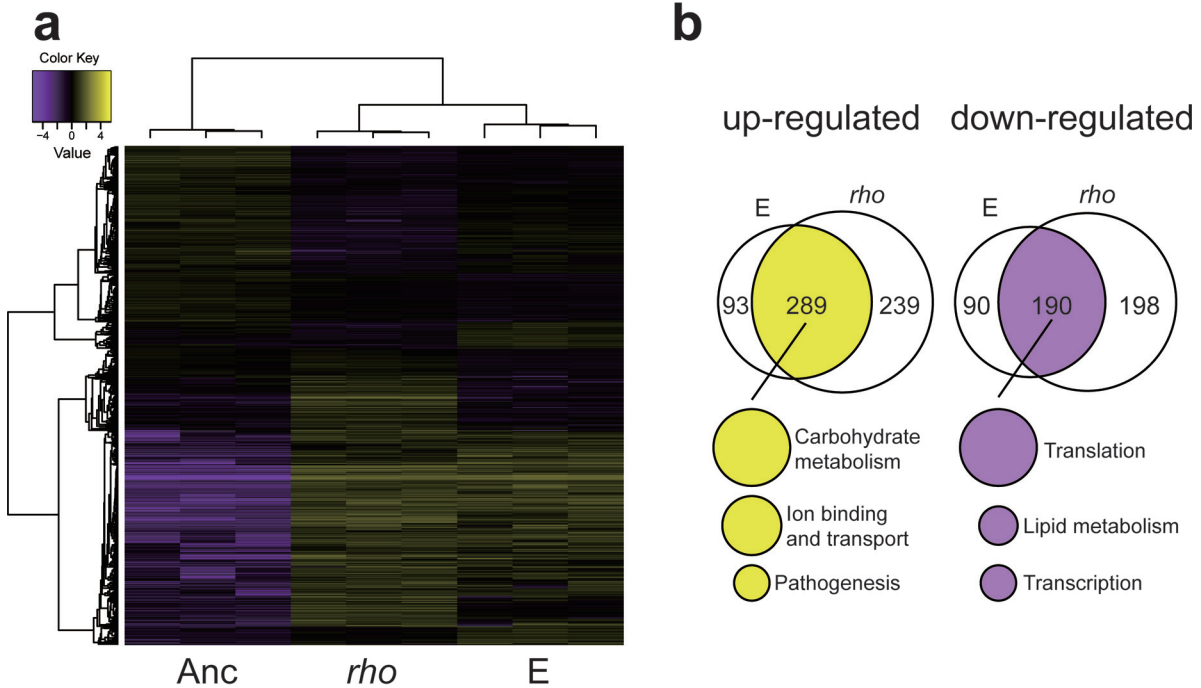 a
Color Key
−4 0 4
Value
Anc rho E
b
up-regulated down-regulated
E rho E rho
93 289 239 90 190 198
Carbohydrate
metabolism
Translation
Ion binding
and transport
Lipid metabolism
Pathogenesis
Transcription